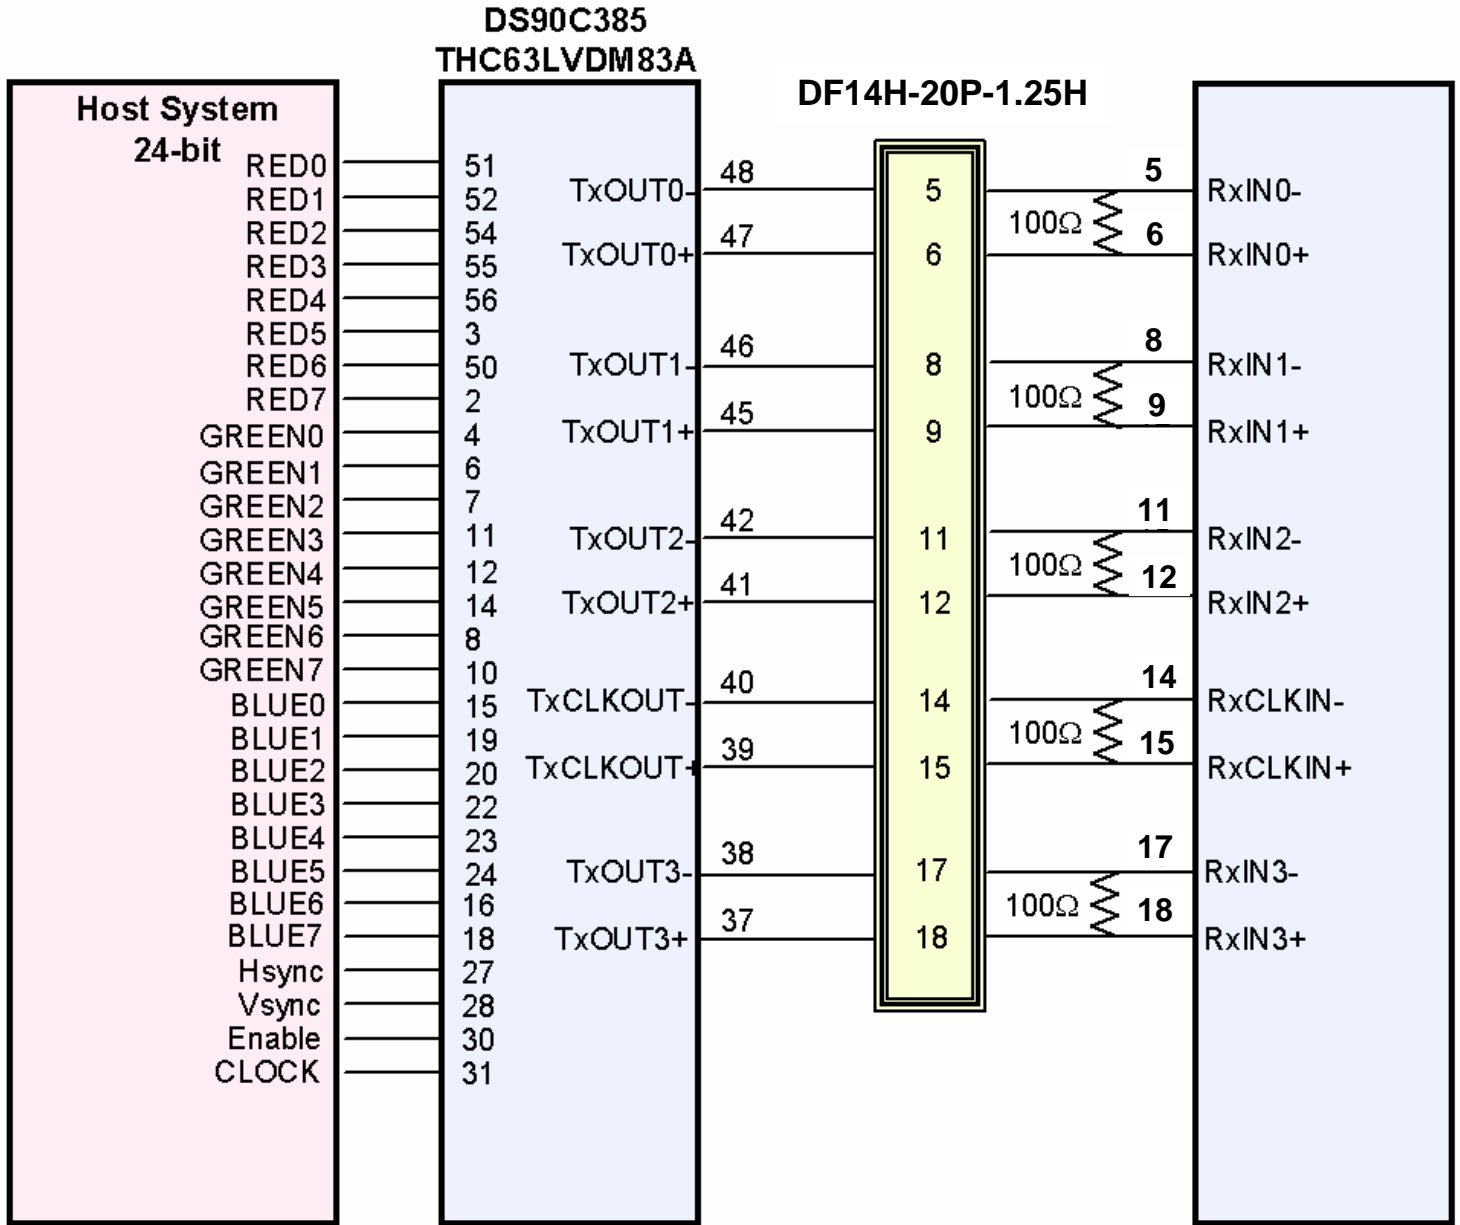 DS90C385
THC63LVDM83A
DF14H-20P-1.25H
Host System
24-bit
RED0 51
RED1 52
RED2 54
RED3 55
RED4 56
RED5 3
RED6 50
RED7 2
GREEN0 4
GREEN1 6
GREEN2 7
GREEN3 11
GREEN4 12
GREEN5 14
GREEN6 8
GREEN7 10
BLUE0 15
BLUE1 19
BLUE2 20
BLUE3 22
BLUE4 23
BLUE5 24
BLUE6 16
BLUE7 18
Hsync 27
Vsync 28
Enable 30
CLOCK 31
TxOUT0- 48 5 5 RxIN0-
100Ω
TxOUT0+ 47 6 6 RxIN0+
TxOUT1- 46 8 8 RxIN1-
100Ω
TxOUT1+ 45 9 9 RxIN1+
TxOUT2- 42 11 11 RxIN2-
100Ω
TxOUT2+ 41 12 12 RxIN2+
TxCLKOUT- 40 14 14 RxCLKIN-
100Ω
TxCLKOUT+ 39 15 15 RxCLKIN+
TxOUT3- 38 17 17 RxIN3-
100Ω
TxOUT3+ 37 18 18 RxIN3+